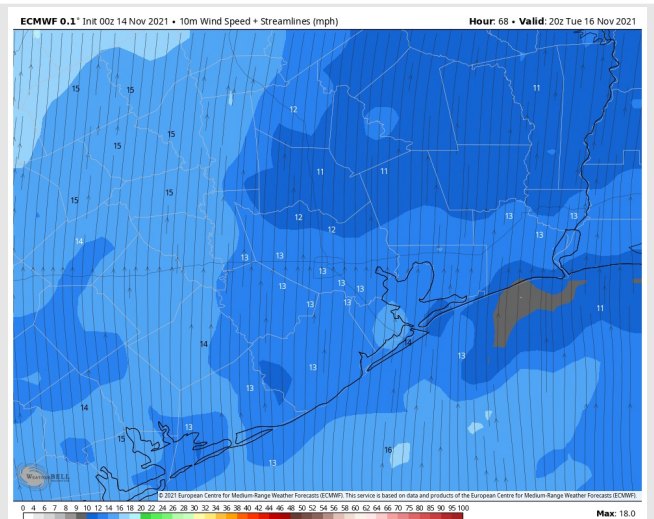 ECMWF 0.1° Init 00z 14 Nov 2021 • 10m Wind Speed + Streamlines (mph)
Hour: 68 • Valid: 20z Tue 16 Nov 2021
15 15 11
12
15 15
15 11 11
15
12 13 13
12 13
14
13 13
13
13 13
13 13 13
11
14 14
13
13
13
14
13
15
16
13
WeatherBELL
© 2021 European Centre for Medium-Range Weather Forecasts (ECMWF). This service is based on data and products of the European Centre for Medium-Range Weather Forecasts (ECMWF).
0 4 6 7 8 9 10 12 14 16 18 20 22 25 28 30 32 34 36 38 40 42 44 46 48 50 52 54 56 58 60 62 64 66 70 75 80 85 90 95 100
Max: 18.0